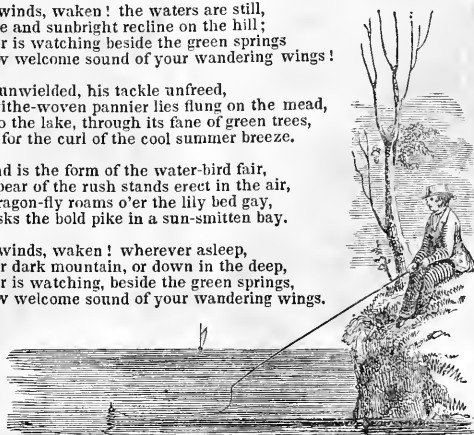 winds, waken! the waters are still,
e and sunbright recline on the hill;
r is watching beside the green springs
w welcome sound of your wandering wings!
unwielded, his tackle unfreed,
ithe-woven pannier lies flung on the mead,
o the lake, through its fane of green trees,
for the curl of the cool summer breeze.
d is the form of the water-bird fair,
pear of the rush stands erect in the air,
ragon-fly roams o'er the lily bed gay,
sks the bold pike in a sun-smitten bay.
winds, waken! wherever asleep,
r dark mountain, or down in the deep,
r is watching, beside the green springs,
w welcome sound of your wandering wings.